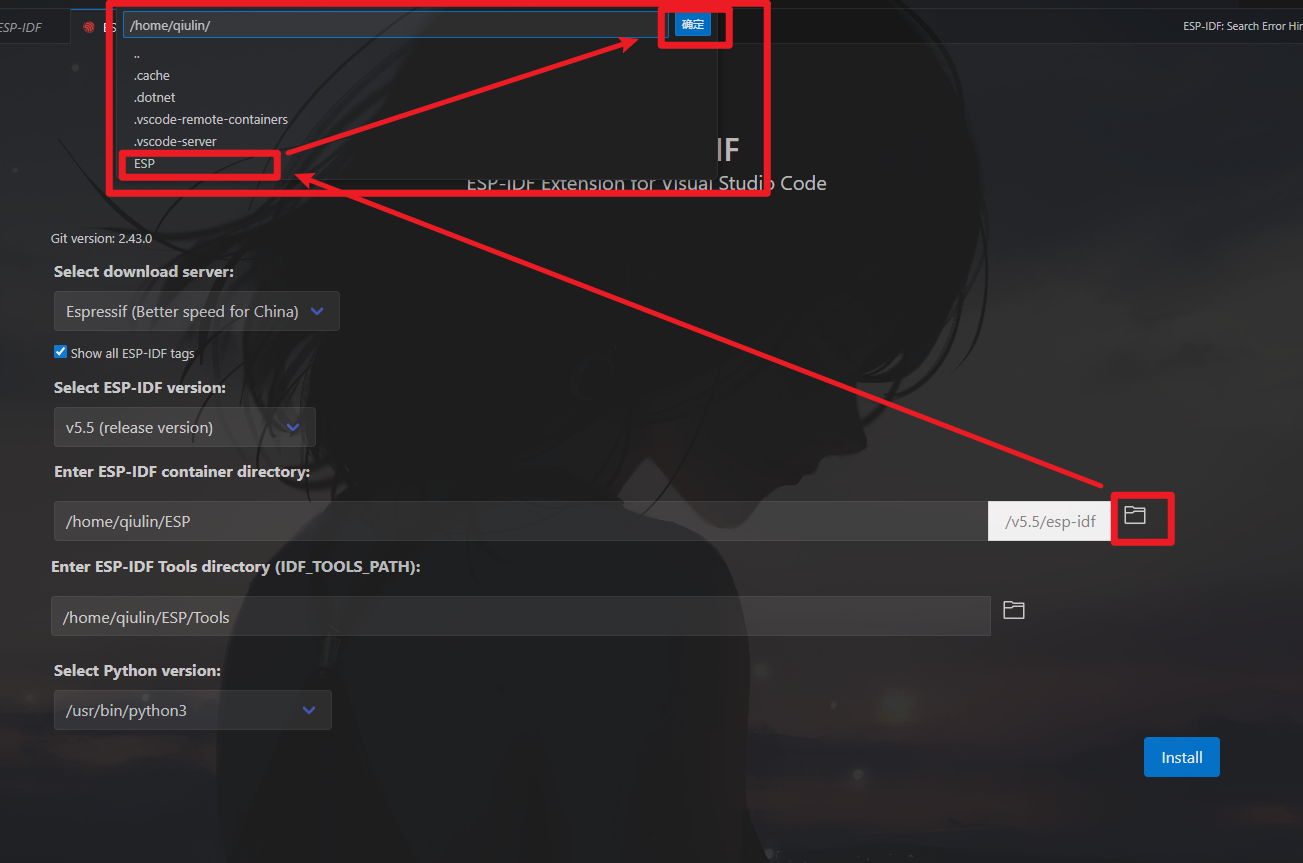 ESP-IDF
ES
/home/qiulin/
确定
ESP-IDF: Search Error Hin
..
.cache
.dotnet
.vscode-remote-containers
.vscode-server
ESP
IF
ESP-IDF Extension for Visual Studio Code
Git version: 2.43.0
Select download server:
Espressif (Better speed for China)
Show all ESP-IDF tags
Select ESP-IDF version:
v5.5 (release version)
Enter ESP-IDF container directory:
/home/qiulin/ESP
/v5.5/esp-idf
Enter ESP-IDF Tools directory (IDF_TOOLS_PATH):
/home/qiulin/ESP/Tools
Select Python version:
/usr/bin/python3
Install